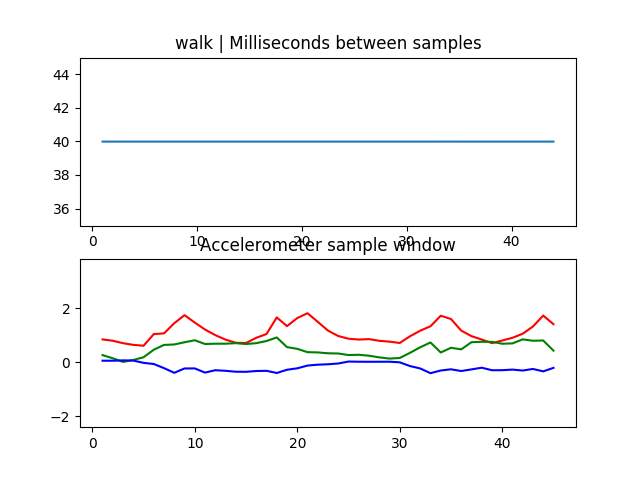 walk | Milliseconds between samples
44
42
40
38
36
0 10 20 30 40
Accelerometer sample window
2
0
−2
0 10 20 30 40